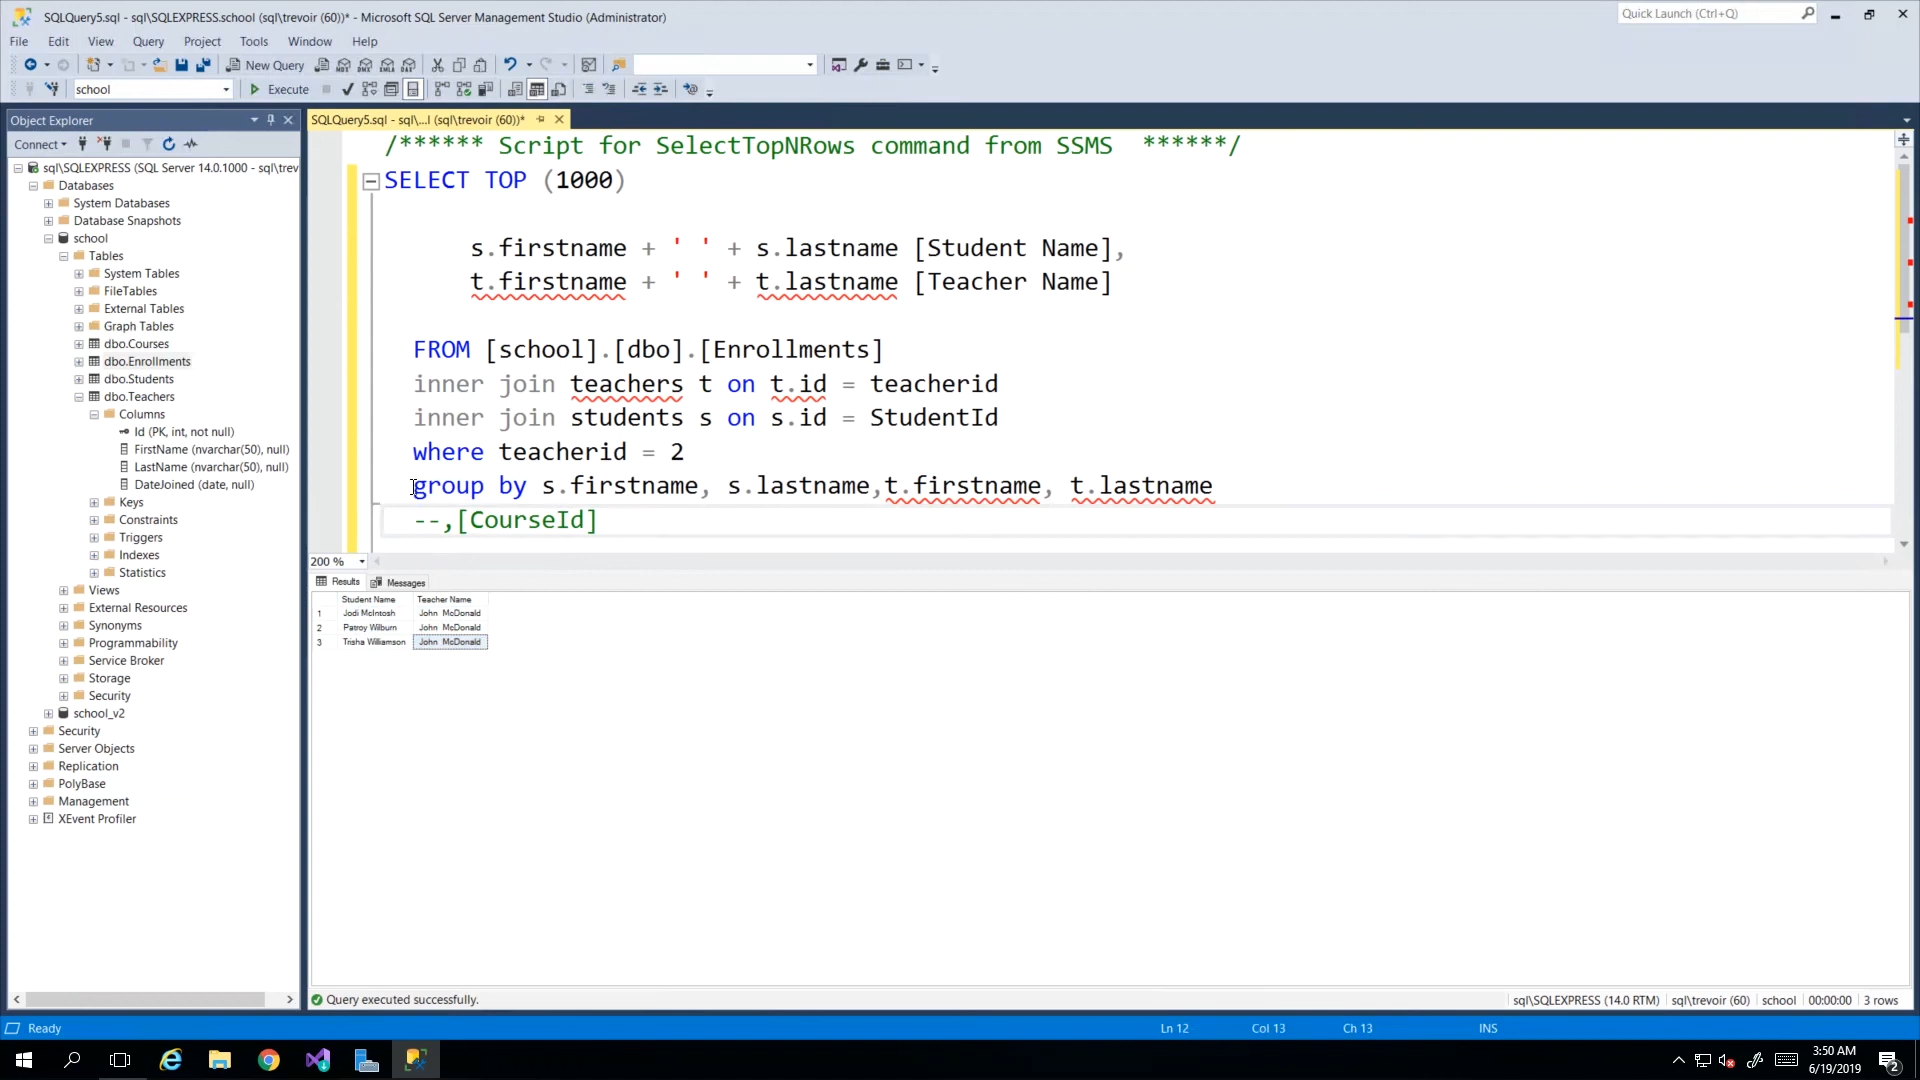 SQLQuery5.sql - sql\SQLEXPRESS.school (sql\trevoir (60))* - Microsoft SQL Server Management Studio (Administrator)
Quick Launch (Ctrl+Q)
File Edit View Query Project Tools Window Help
New Query
school
Execute
Object Explorer
SQLQuery5.sql - sql\...l (sql\trevoir (60))*
Connect
sql\SQLEXPRESS (SQL Server 14.0.1000 - sql\trev
Databases
System Databases
Database Snapshots
school
Tables
System Tables
FileTables
External Tables
Graph Tables
dbo.Courses
dbo.Enrollments
dbo.Students
dbo.Teachers
Columns
Id (PK, int, not null)
FirstName (nvarchar(50), null)
LastName (nvarchar(50), null)
DateJoined (date, null)
Keys
Constraints
Triggers
Indexes
Statistics
Views
External Resources
Synonyms
Programmability
Service Broker
Storage
Security
school_v2
Security
Server Objects
Replication
PolyBase
Management
XEvent Profiler
/****** Script for SelectTopNRows command from SSMS ******/
SELECT TOP (1000)
s.firstname + ' ' + s.lastname [Student Name],
t.firstname + ' ' + t.lastname [Teacher Name]
FROM [school].[dbo].[Enrollments]
inner join teachers t on t.id = teacherid
inner join students s on s.id = StudentId
where teacherid = 2
group by s.firstname, s.lastname,t.firstname, t.lastname
--,[CourseId]
200 %
Results Messages
Student Name Teacher Name
1 Jodi McIntosh John McDonald
2 Patroy Wilburn John McDonald
3 Trisha Williamson John McDonald
Query executed successfully.
sql\SQLEXPRESS (14.0 RTM) sql\trevoir (60) school 00:00:00 3 rows
Ready
Ln 12 Col 13 Ch 13 INS
3:50 AM
6/19/2019
2